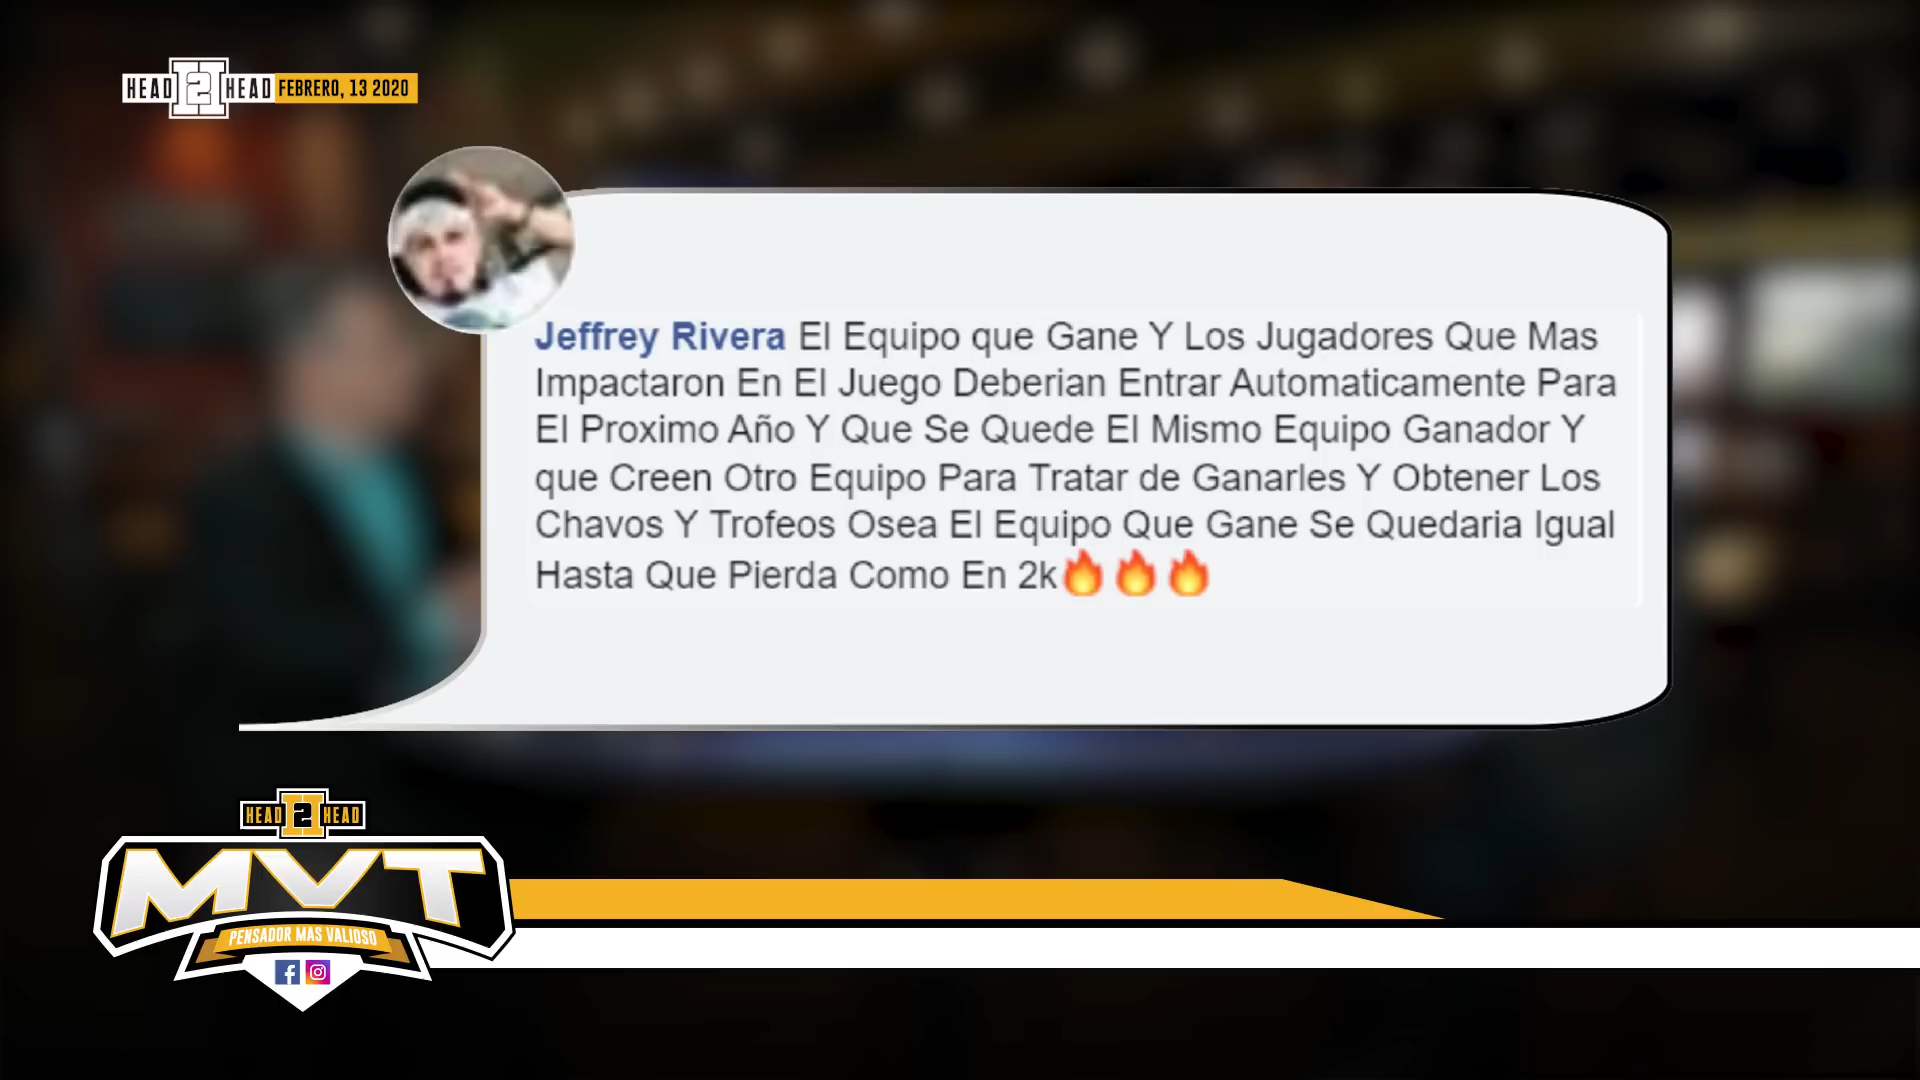 HEAD 2 HEAD FEBRERO, 13 2020
Jeffrey Rivera El Equipo que Gane Y Los Jugadores Que Mas
Impactaron En El Juego Deberian Entrar Automaticamente Para
El Proximo Año Y Que Se Quede El Mismo Equipo Ganador Y
que Creen Otro Equipo Para Tratar de Ganarles Y Obtener Los
Chavos Y Trofeos Osea El Equipo Que Gane Se Quedaria Igual
Hasta Que Pierda Como En 2k🔥🔥🔥
HEAD 2 HEAD
MVT
PENSADOR MAS VALIOSO